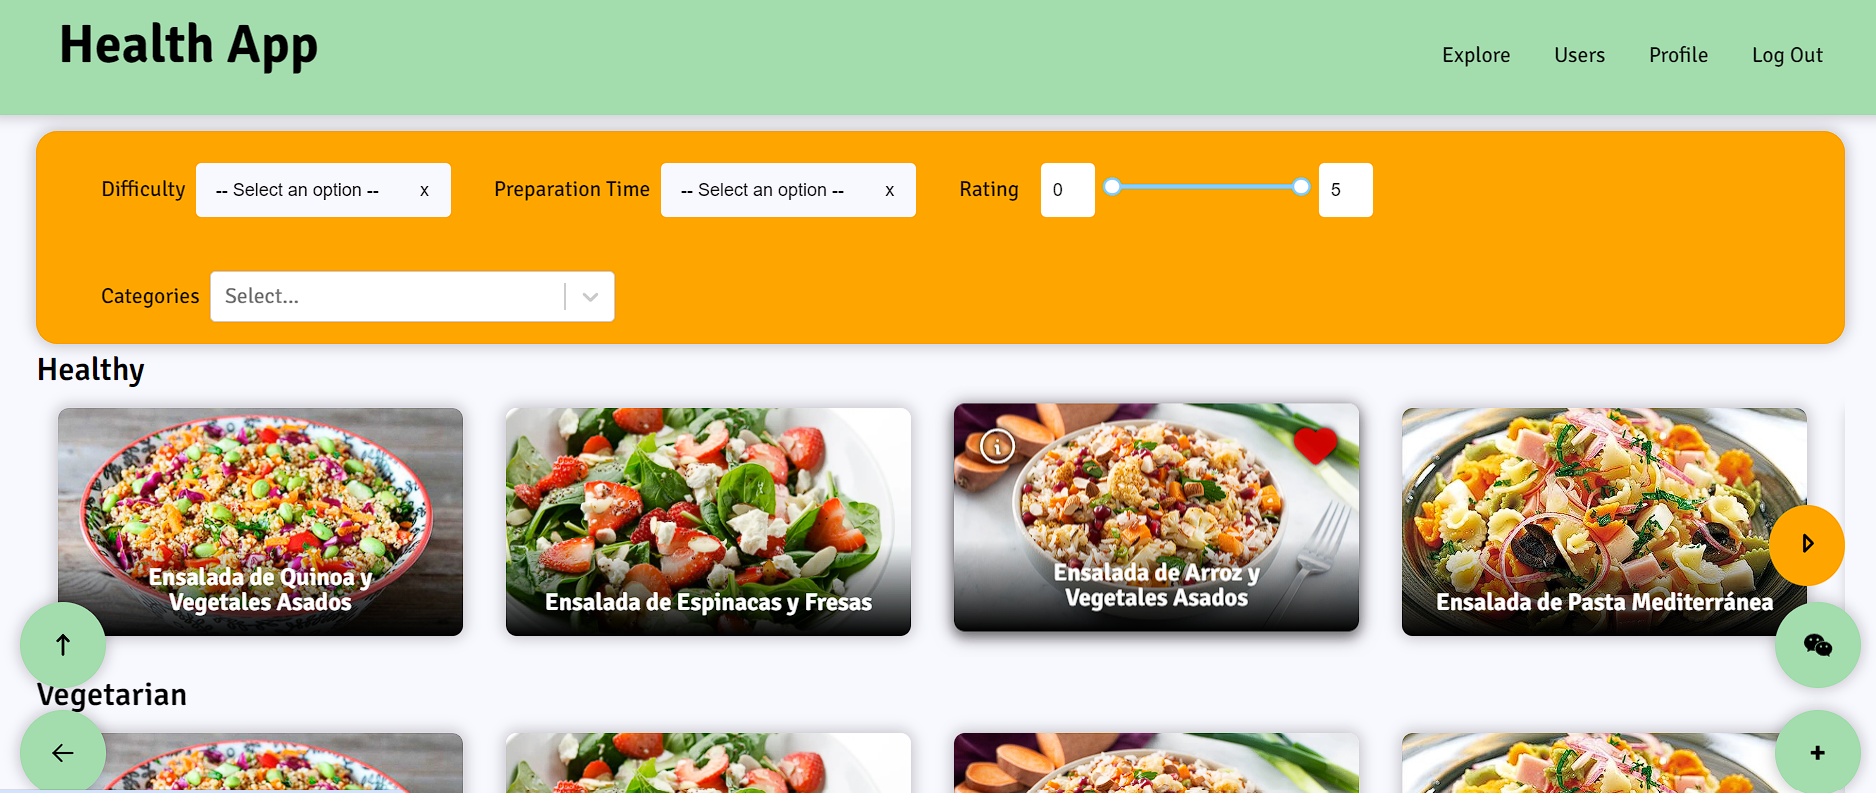 Health App
Explore
Users
Profile
Log Out
Difficulty
-- Select an option --
x
Preparation Time
-- Select an option --
x
Rating
0
5
Categories
Select...
Healthy
Ensalada de Quinoa y
Vegetales Asados
Ensalada de Espinacas y Fresas
Ensalada de Arroz y
Vegetales Asados
Ensalada de Pasta Mediterránea
Vegetarian